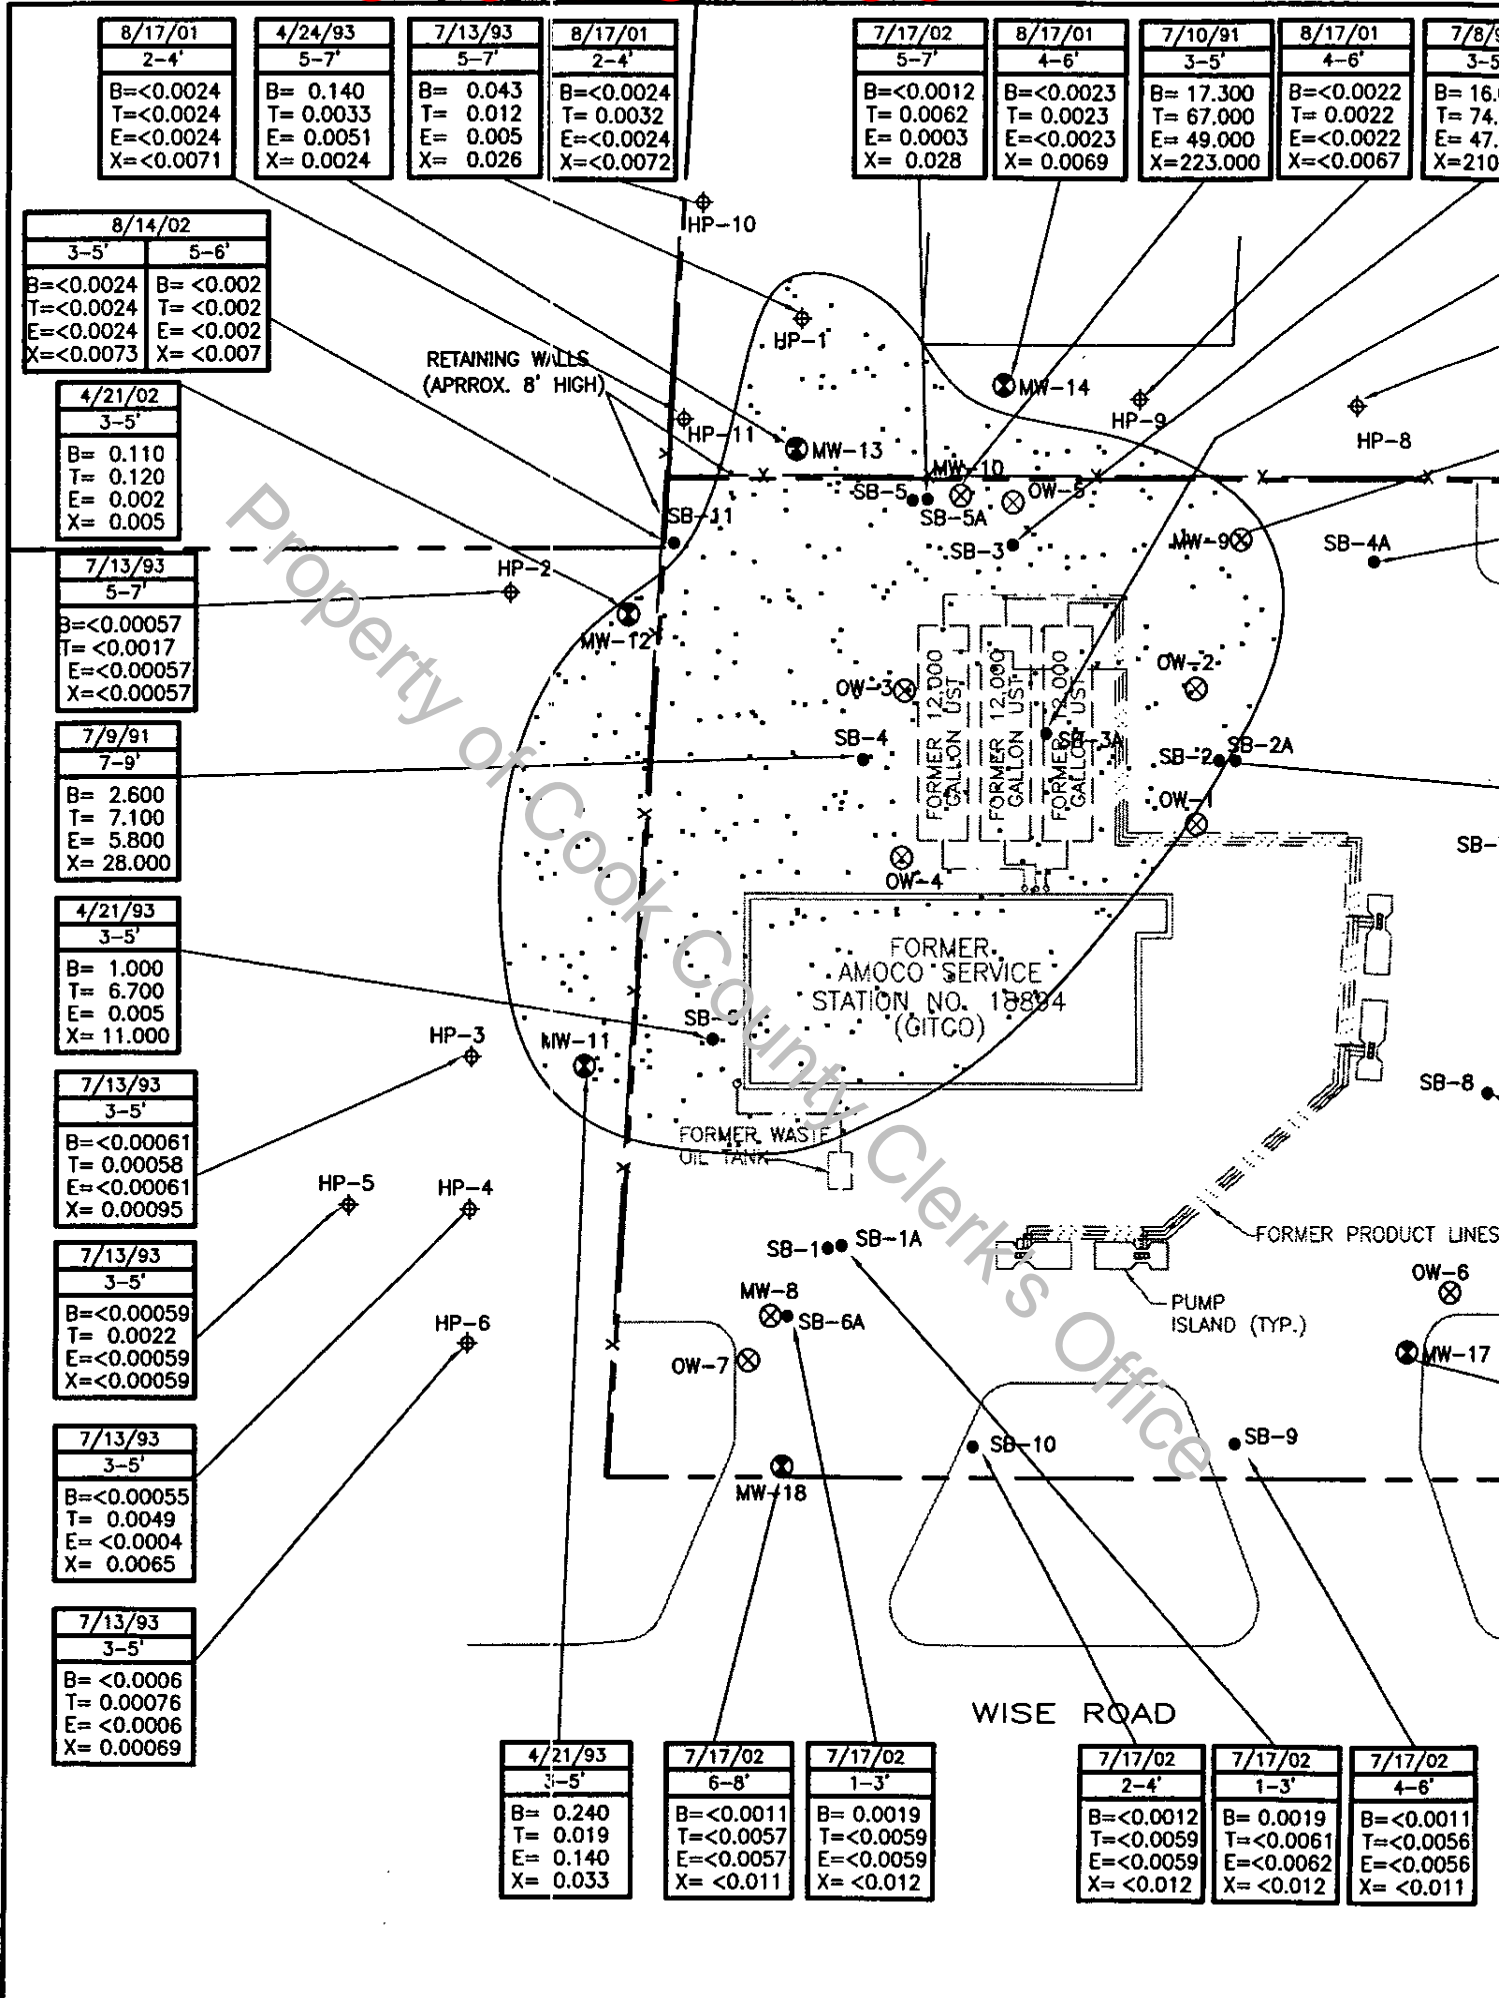 8/17/01
2-4'
B=<0.0024
T=<0.0024
E=<0.0024
X=<0.0071
4/24/93
5-7'
B= 0.140
T= 0.0033
E= 0.0051
X= 0.0024
7/13/93
5-7'
B= 0.043
T= 0.012
E= 0.005
X= 0.026
8/17/01
2-4'
B=<0.0024
T= 0.0032
E=<0.0024
X=<0.0072
7/17/02
5-7'
B=<0.0012
T= 0.0062
E= 0.0003
X= 0.028
8/17/01
4-6'
B=<0.0023
T= 0.0023
E=<0.0023
X= 0.0069
7/10/91
3-5'
B= 17.300
T= 67.000
E= 49.000
X=223.000
8/17/01
4-6'
B=<0.0022
T= 0.0022
E=<0.0022
X=<0.0067
7/8/9
3-5
B= 16.
T= 74.
E= 47.
X=210
HP-10
8/14/02
3-5' 5-6'
B=<0.0024 B= <0.002
T=<0.0024 T= <0.002
E=<0.0024 E= <0.002
X=<0.0073 X= <0.007
HP-1
RETAINING WALLS
(APRROX. 8' HIGH)
MW-14
HP-9
HP-8
HP-11
MW-13
MW-10
4/21/02
3-5'
B= 0.110
T= 0.120
E= 0.002
X= 0.005
SB-5
SB-5A
OW-5
SB-11
SB-3
MW-9
SB-4A
7/13/93
5-7'
B=<0.00057
T= <0.0017
E=<0.00057
X=<0.00057
HP-2
MW-12
OW-3
OW-2
FORMER 12,000
GALLON UST
FORMER 12,000
GALLON UST
FORMER 12,000
GALLON UST
SB-4
SB-3A
SB-2
SB-2A
7/9/91
7-9'
B= 2.600
T= 7.100
E= 5.800
X= 28.000
OW-1
SB-
OW-4
4/21/93
3-5'
B= 1.000
T= 6.700
E= 0.005
X= 11.000
FORMER
AMOCO SERVICE
STATION NO. 18894
(GITCO)
SB-6
HP-3
MW-11
SB-8
7/13/93
3-5'
B=<0.00061
T= 0.00058
E=<0.00061
X= 0.00095
FORMER WASTE
OIL TANK
HP-5
HP-4
SB-1
SB-1A
FORMER PRODUCT LINES
7/13/93
3-5'
B=<0.00059
T= 0.0022
E=<0.00059
X=<0.00059
OW-6
PUMP
ISLAND (TYP.)
MW-8
SB-6A
HP-6
OW-7
MW-17
7/13/93
3-5'
B=<0.00055
T= 0.0049
E= <0.0004
X= 0.0065
SB-10
SB-9
MW-18
7/13/93
3-5'
B= <0.0006
T= 0.00076
E= <0.0006
X= 0.00069
WISE ROAD
4/21/93
3-5'
B= 0.240
T= 0.019
E= 0.140
X= 0.033
7/17/02
6-8'
B=<0.0011
T=<0.0057
E=<0.0057
X= <0.011
7/17/02
1-3'
B= 0.0019
T=<0.0059
E=<0.0059
X= <0.012
7/17/02
2-4'
B=<0.0012
T=<0.0059
E=<0.0059
X= <0.012
7/17/02
1-3'
B= 0.0019
T=<0.0061
E=<0.0062
X= <0.012
7/17/02
4-6'
B=<0.0011
T=<0.0056
E=<0.0056
X= <0.011
Property of Cook County Clerk's Office